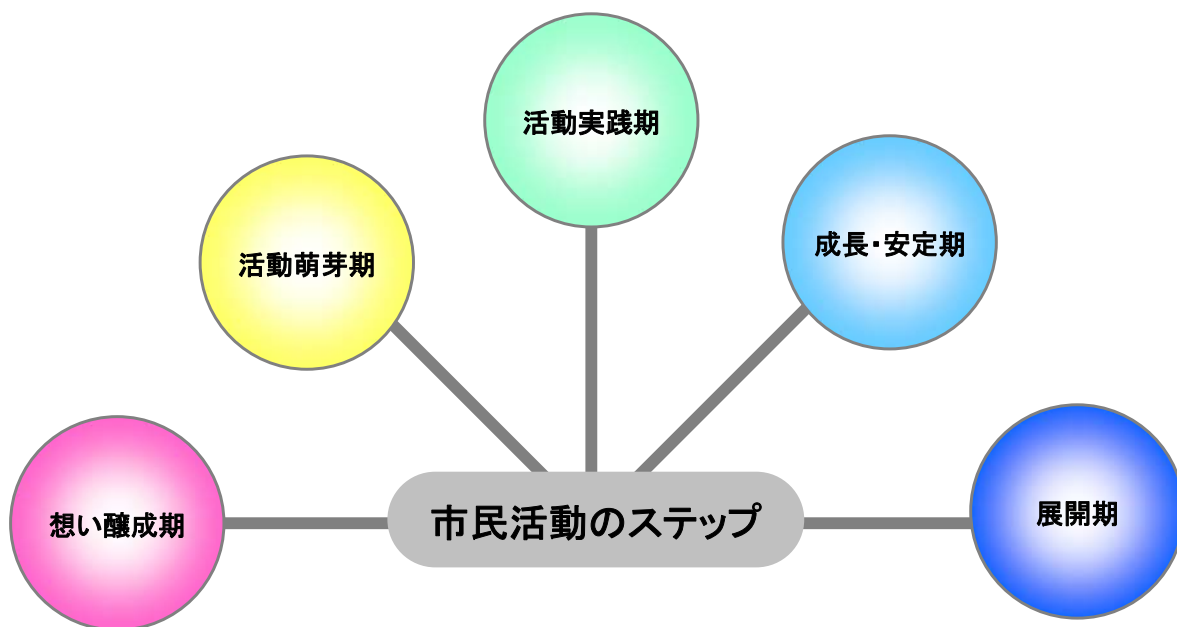 活動実践期
成長・安定期
活動萌芽期
想い醸成期
市民活動のステップ
展開期